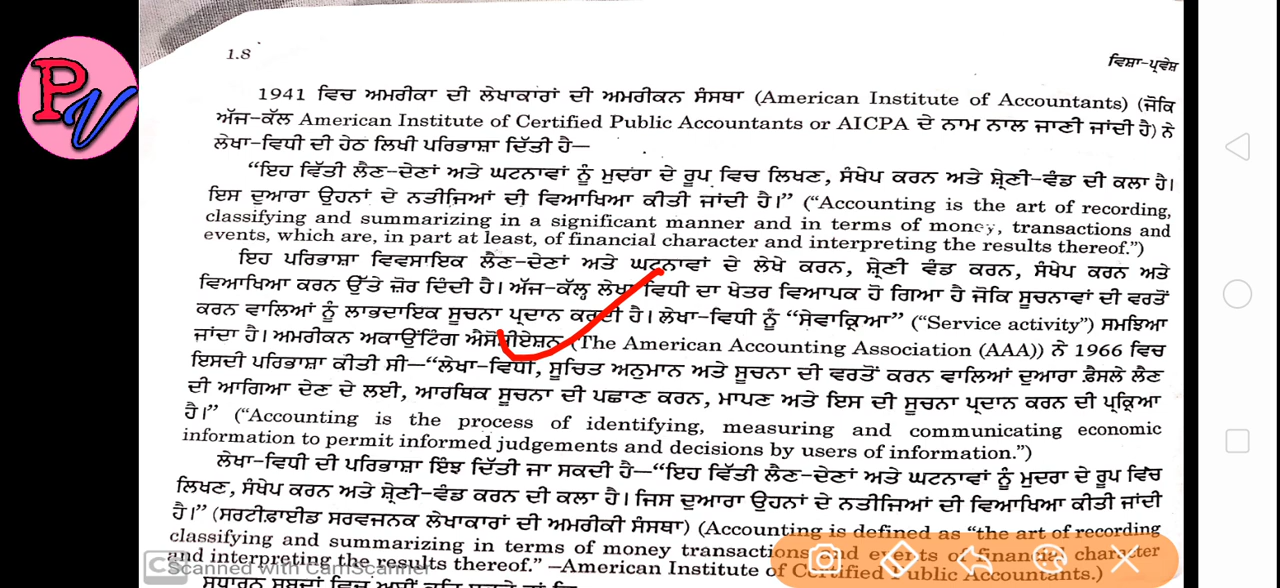 PV
1.8
ਵਿਸ਼ਾ-ਪ੍ਰਵੇਸ਼
1941 ਵਿਚ ਅਮਰੀਕਾ ਦੀ ਲੇਖਾਕਾਰਾਂ ਦੀ ਅਮਰੀਕਨ ਸੰਸਥਾ (American Institute of Accountants) (ਜੋਕਿ
ਅੱਜ-ਕੱਲ American Institute of Certified Public Accountants or AICPA ਦੇ ਨਾਮ ਨਾਲ ਜਾਣੀ ਜਾਂਦੀ ਹੈ) ਨੇ
ਲੇਖਾ-ਵਿਧੀ ਦੀ ਹੇਠ ਲਿਖੀ ਪਰਿਭਾਸ਼ਾ ਦਿੱਤੀ ਹੈ—
“ਇਹ ਵਿੱਤੀ ਲੈਣ-ਦੇਣਾਂ ਅਤੇ ਘਟਨਾਵਾਂ ਨੂੰ ਮੁਦਰਾ ਦੇ ਰੂਪ ਵਿਚ ਲਿਖਣ, ਸੰਖੇਪ ਕਰਨ ਅਤੇ ਸ਼੍ਰੇਣੀ-ਵੰਡ ਦੀ ਕਲਾ ਹੈ।
ਇਸ ਦੁਆਰਾ ਉਹਨਾਂ ਦੇ ਨਤੀਜਿਆਂ ਦੀ ਵਿਆਖਿਆ ਕੀਤੀ ਜਾਂਦੀ ਹੈ।” (“Accounting is the art of recording,
classifying and summarizing in a significant manner and in terms of money, transactions and
events, which are, in part at least, of financial character and interpreting the results thereof.”)
ਇਹ ਪਰਿਭਾਸ਼ਾ ਵਿਵਸਾਇਕ ਲੈਣ-ਦੇਣਾਂ ਅਤੇ ਘਟਨਾਵਾਂ ਦੇ ਲੇਖੇ ਕਰਨ, ਸ਼੍ਰੇਣੀ ਵੰਡ ਕਰਨ, ਸੰਖੇਪ ਕਰਨ ਅਤੇ
ਵਿਆਖਿਆ ਕਰਨ ਉੱਤੇ ਜ਼ੋਰ ਦਿੰਦੀ ਹੈ। ਅੱਜ-ਕੱਲ੍ਹ ਲੇਖਾ ਵਿਧੀ ਦਾ ਖੇਤਰ ਵਿਆਪਕ ਹੋ ਗਿਆ ਹੈ ਜੋਕਿ ਸੂਚਨਾਵਾਂ ਦੀ ਵਰਤੋਂ
ਕਰਨ ਵਾਲਿਆਂ ਨੂੰ ਲਾਭਦਾਇਕ ਸੂਚਨਾ ਪ੍ਰਦਾਨ ਕਰਦੀ ਹੈ। ਲੇਖਾ-ਵਿਧੀ ਨੂੰ “ਸੇਵਾਕ੍ਰਿਆ” (“Service activity”) ਸਮਝਿਆ
ਜਾਂਦਾ ਹੈ। ਅਮਰੀਕਨ ਅਕਾਉਂਟਿੰਗ ਐਸੋਸੀਏਸ਼ਨ (The American Accounting Association (AAA)) ਨੇ 1966 ਵਿਚ
ਇਸਦੀ ਪਰਿਭਾਸ਼ਾ ਕੀਤੀ ਸੀ—“ਲੇਖਾ-ਵਿਧੀ, ਸੂਚਿਤ ਅਨੁਮਾਨ ਅਤੇ ਸੂਚਨਾ ਦੀ ਵਰਤੋਂ ਕਰਨ ਵਾਲਿਆਂ ਦੁਆਰਾ ਫ਼ੈਸਲੇ ਲੈਣ
ਦੀ ਆਗਿਆ ਦੇਣ ਦੇ ਲਈ, ਆਰਥਿਕ ਸੂਚਨਾ ਦੀ ਪਛਾਣ ਕਰਨ, ਮਾਪਣ ਅਤੇ ਇਸ ਦੀ ਸੂਚਨਾ ਪ੍ਰਦਾਨ ਕਰਨ ਦੀ ਪ੍ਰਕ੍ਰਿਆ
ਹੈ।” (“Accounting is the process of identifying, measuring and communicating economic
information to permit informed judgements and decisions by users of information.”)
ਲੇਖਾ-ਵਿਧੀ ਦੀ ਪਰਿਭਾਸ਼ਾ ਇੰਝ ਦਿੱਤੀ ਜਾ ਸਕਦੀ ਹੈ—“ਇਹ ਵਿੱਤੀ ਲੈਣ-ਦੇਣਾਂ ਅਤੇ ਘਟਨਾਵਾਂ ਨੂੰ ਮੁਦਰਾ ਦੇ ਰੂਪ ਵਿੱਚ
ਲਿਖਣ, ਸੰਖੇਪ ਕਰਨ ਅਤੇ ਸ਼੍ਰੇਣੀ-ਵੰਡ ਕਰਨ ਦੀ ਕਲਾ ਹੈ। ਜਿਸ ਦੁਆਰਾ ਉਹਨਾਂ ਦੇ ਨਤੀਜਿਆਂ ਦੀ ਵਿਆਖਿਆ ਕੀਤੀ ਜਾਂਦੀ
ਹੈ।” (ਸਰਟੀਫ਼ਾਈਡ ਸਰਵਜਨਕ ਲੇਖਾਕਾਰਾਂ ਦੀ ਅਮਰੀਕੀ ਸੰਸਥਾ) (Accounting is defined as “the art of recording
classifying and summarizing in terms of money transactions and events of financial character
and interpreting the results thereof.” —American Institute of Certified Public Accountants.)
CS Scanned with CamScanner